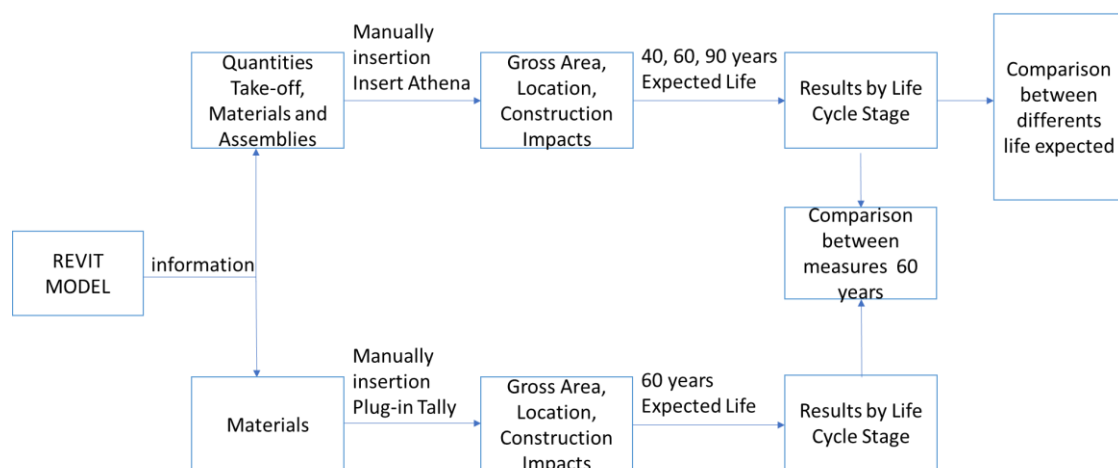 Quantities
Take-off,
Materials and
Assemblies
Manually
insertion
Insert Athena
Gross Area,
Location,
Construction
Impacts
40, 60, 90 years
Expected Life
Results by Life
Cycle Stage
Comparison
between
differents
life expected
REVIT
MODEL
information
Comparison
between
measures 60
years
Materials
Manually
insertion
Plug-in Tally
Gross Area,
Location,
Construction
Impacts
60 years
Expected Life
Results by Life
Cycle Stage